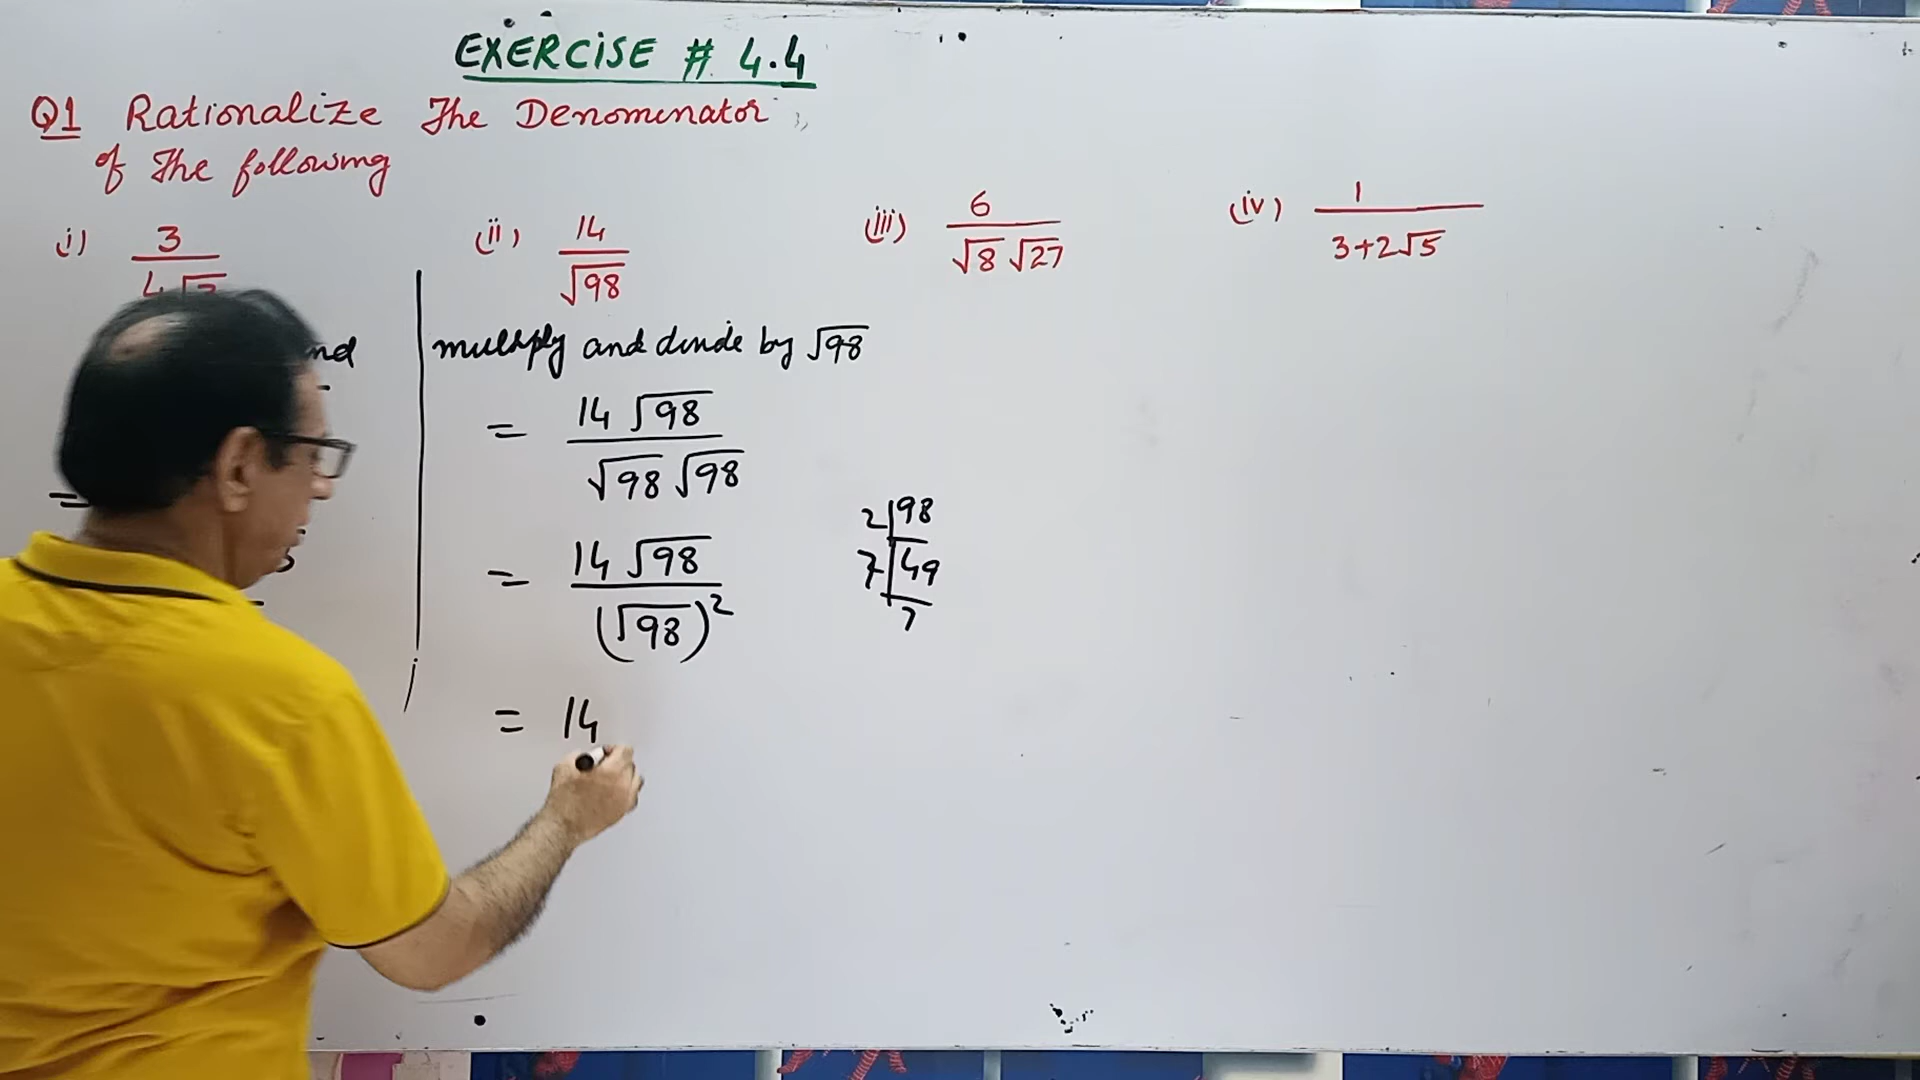 EXERCISE # 4.4
Q1 Rationalize The Denominator
of The following
i) 3
(ii) 14 / √98
(iii) 6 / √8 √27
(iv) 1 / 3+2√5
multiply and divide by √98
= 14 √98 / √98 √98
= 14 √98 / (√98)²
2 | 98
7 | 49
7
= 14